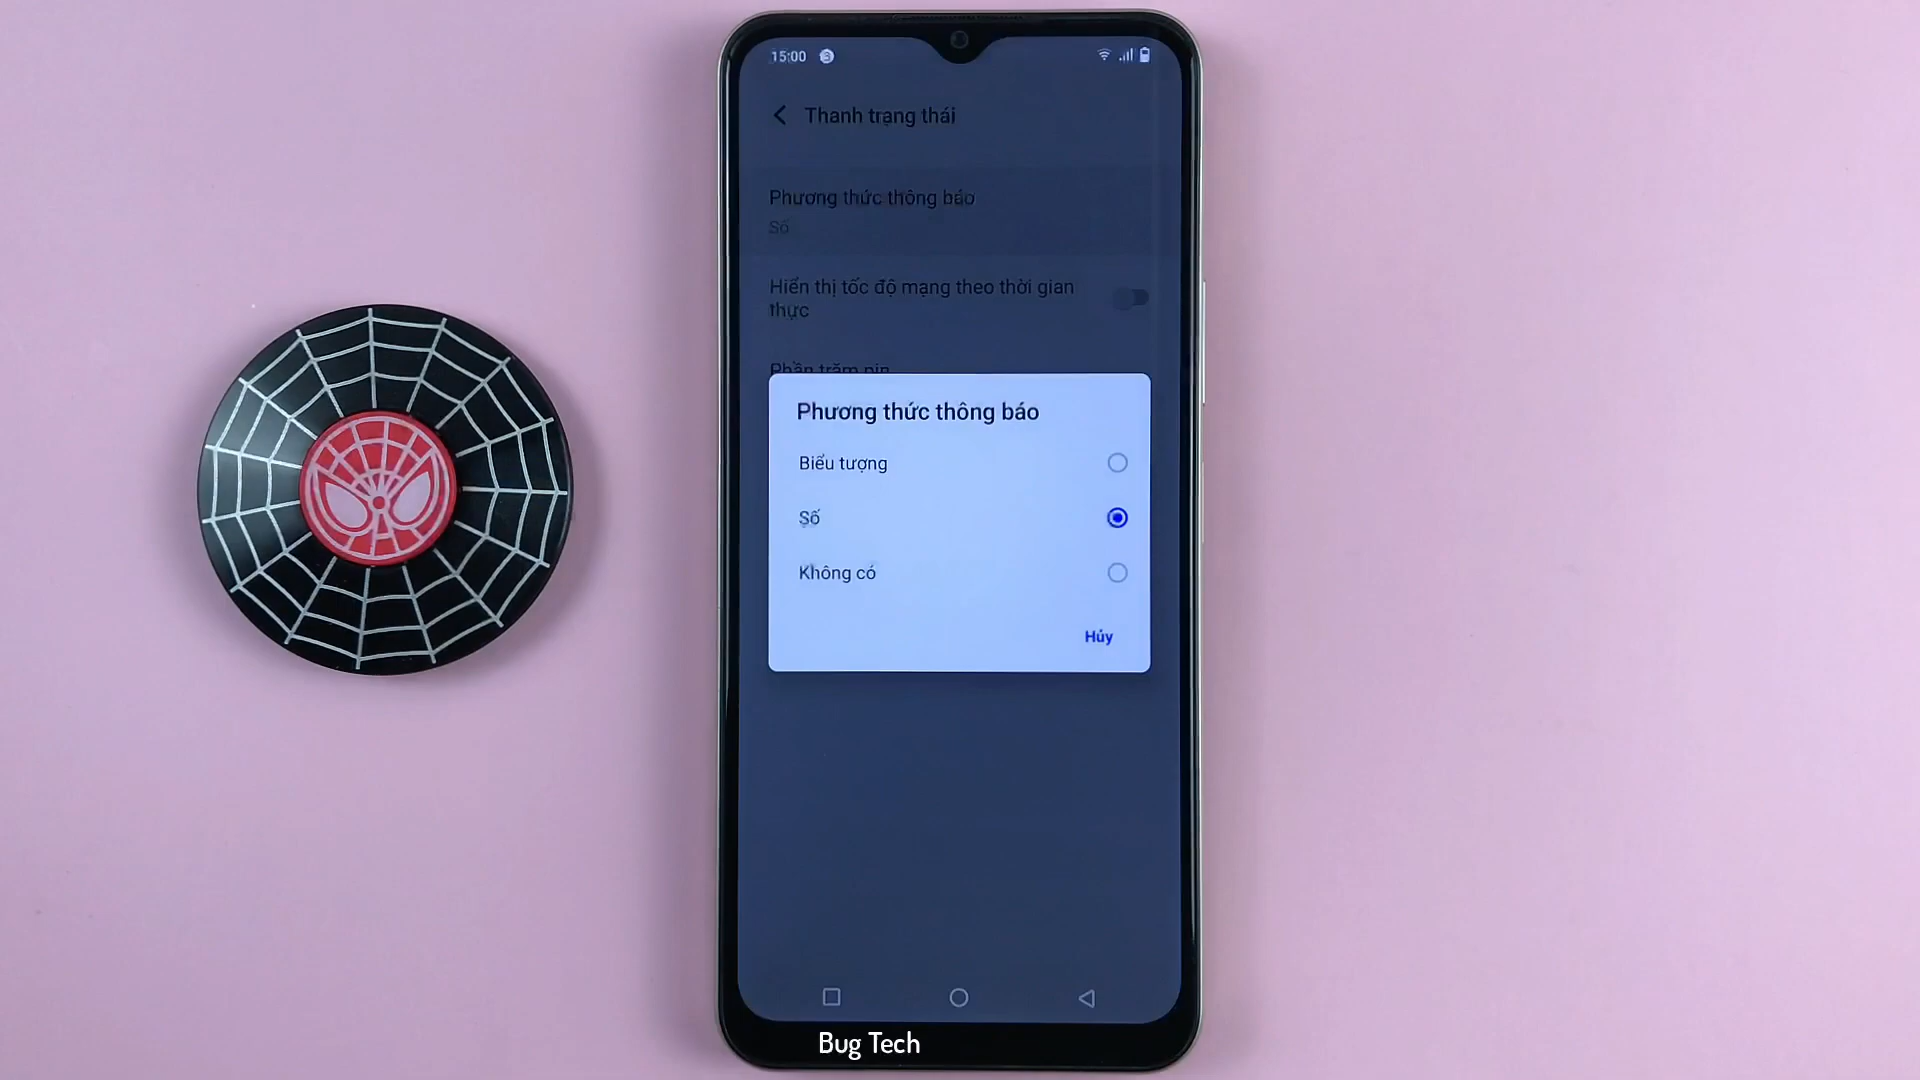 15:00
Thanh trạng thái
Phương thức thông báo
Số
Hiển thị tốc độ mạng theo thời gian
thực
Phần trăm pin
Phương thức thông báo
Biểu tượng
Số
Không có
Hủy
Bug Tech